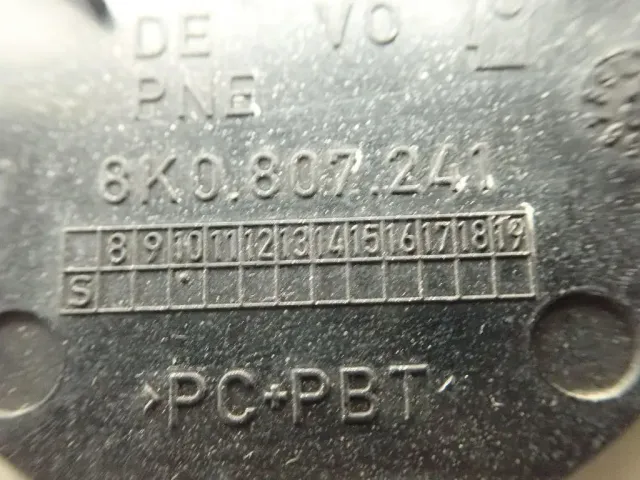 DE VO
PNE
8K0.807.241
8 9 10 11 12 13 14 15 16 17 18 19
S
>PC+PBT<